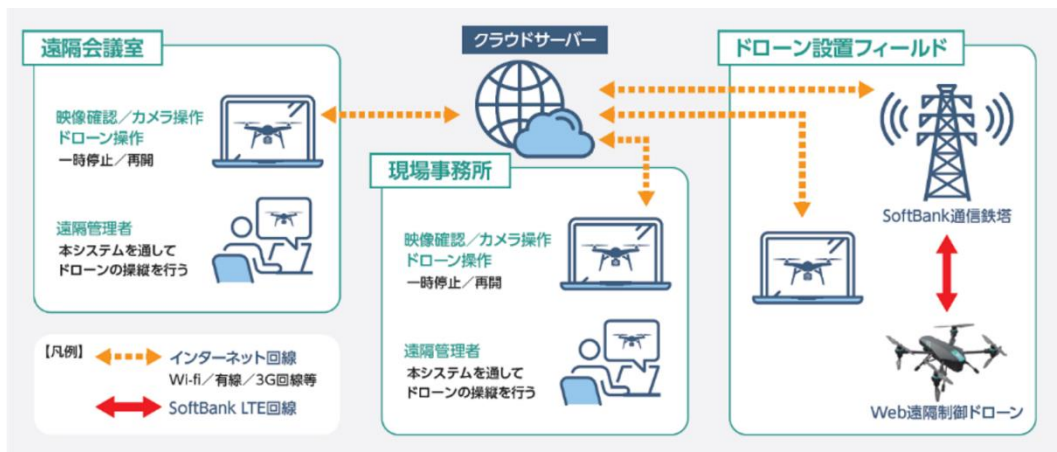 遠隔会議室
映像確認／カメラ操作
ドローン操作
一時停止／再開
遠隔管理者
本システムを通して
ドローンの操縦を行う
クラウドサーバー
現場事務所
映像確認／カメラ操作
ドローン操作
一時停止／再開
遠隔管理者
本システムを通して
ドローンの操縦を行う
ドローン設置フィールド
SoftBank通信鉄塔
Web遠隔制御ドローン
【凡例】
インターネット回線
Wi-fi／有線／3G回線等
SoftBank LTE回線